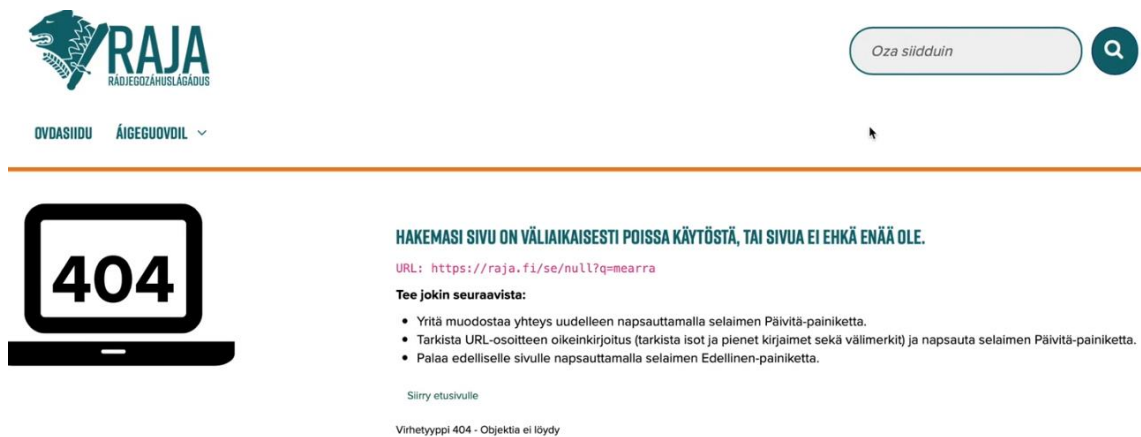 RAJA
RÁDJEGOZÁHUSLÁGÁDUS
Oza siidduin
OVDASIIDU ÁIGEGUOVDIL
404
HAKEMASI SIVU ON VÄLIAIKAISESTI POISSA KÄYTÖSTÄ, TAI SIVUA EI EHKÄ ENÄÄ OLE.
URL: https://raja.fi/se/null?q=mearra
Tee jokin seuraavista:
• Yritä muodostaa yhteys uudelleen napsauttamalla selaimen Päivitä-painiketta.
• Tarkista URL-osoitteen oikeinkirjoitus (tarkista isot ja pienet kirjaimet sekä välimerkit) ja napsauta selaimen Päivitä-painiketta.
• Palaa edelliselle sivulle napsauttamalla selaimen Edellinen-painiketta.
Siirry etusivulle
Virhetyyppi 404 - Objektia ei löydy